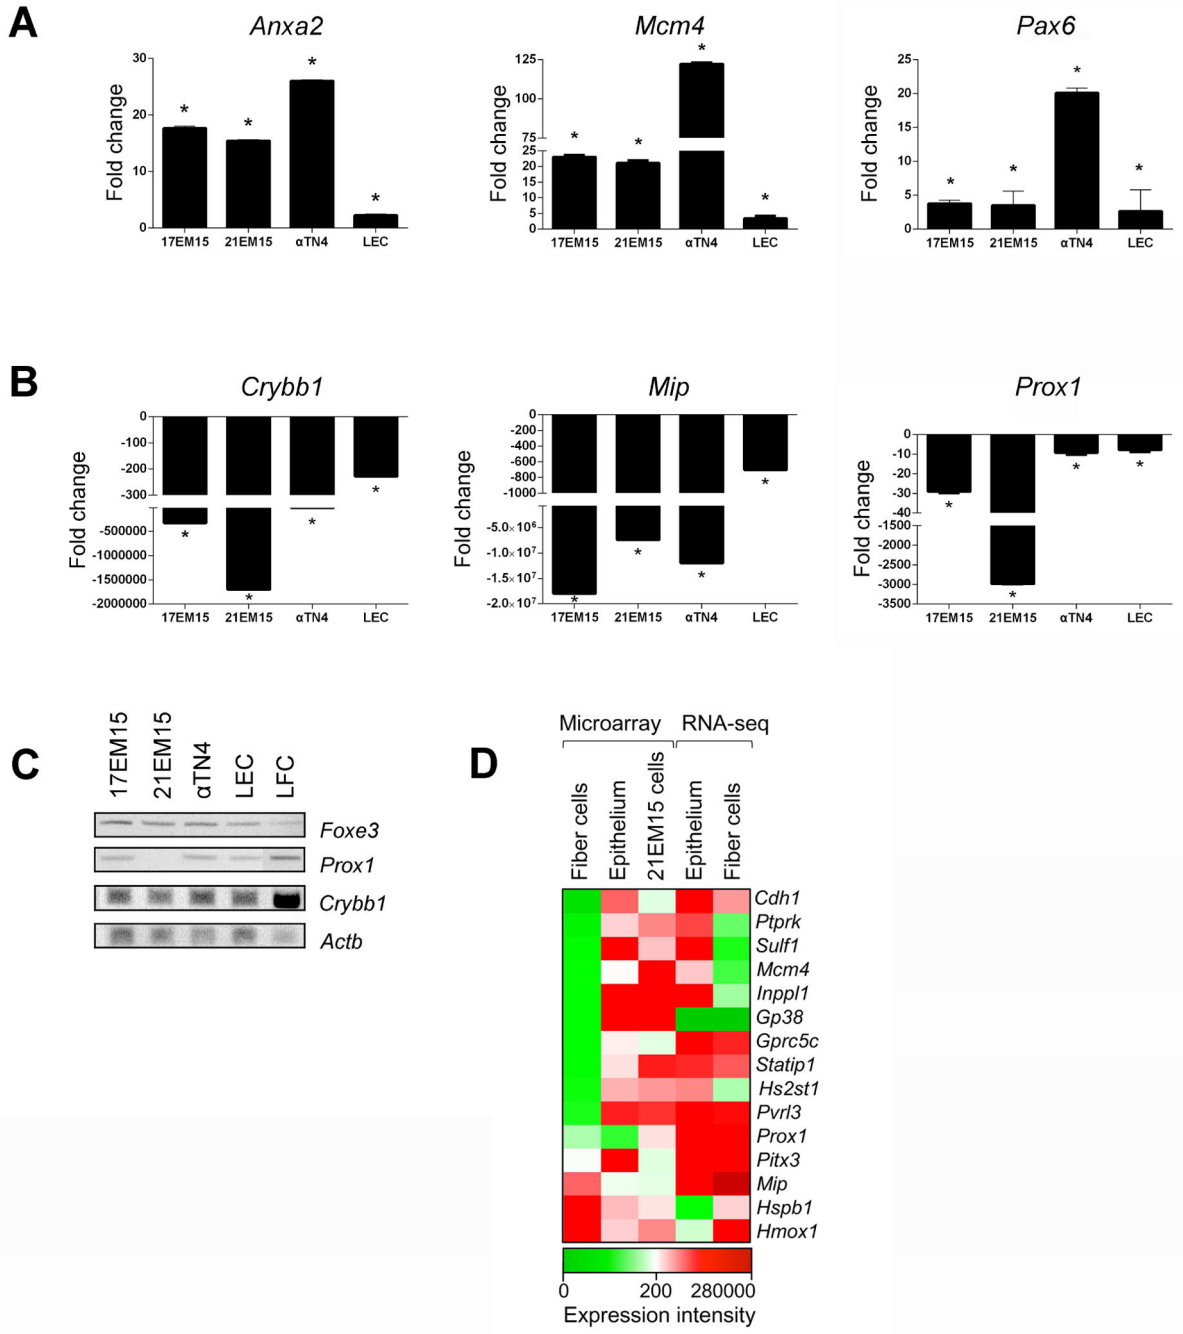 A
Anxa2
Mcm4
Pax6
Fold change
30
20
10
0
17EM15 21EM15 αTN4 LEC
* * * *
Fold change
125
100
75
25
20
15
10
5
0
17EM15 21EM15 αTN4 LEC
* * * *
Fold change
25
20
15
10
5
0
17EM15 21EM15 αTN4 LEC
* * * *
B
Crybb1
Mip
Prox1
Fold change
0
-100
-200
-300
-500000
-1000000
-1500000
-2000000
17EM15 21EM15 αTN4 LEC
* * * *
Fold change
0
-200
-400
-600
-800
-1000
-5.0×10⁶
-1.0×10⁷
-1.5×10⁷
-2.0×10⁷
17EM15 21EM15 αTN4 LEC
* * * *
Fold change
0
-10
-20
-30
-40
-1500
-2000
-2500
-3000
-3500
17EM15 21EM15 αTN4 LEC
* * * *
C
17EM15 21EM15 αTN4 LEC LFC
Foxe3
Prox1
Crybb1
Actb
D
Microarray RNA-seq
Fiber cells Epithelium 21EM15 cells Epithelium Fiber cells
Cdh1
Ptprk
Sulf1
Mcm4
Inppl1
Gp38
Gprc5c
Statip1
Hs2st1
Pvrl3
Prox1
Pitx3
Mip
Hspb1
Hmox1
0 200 280000
Expression intensity